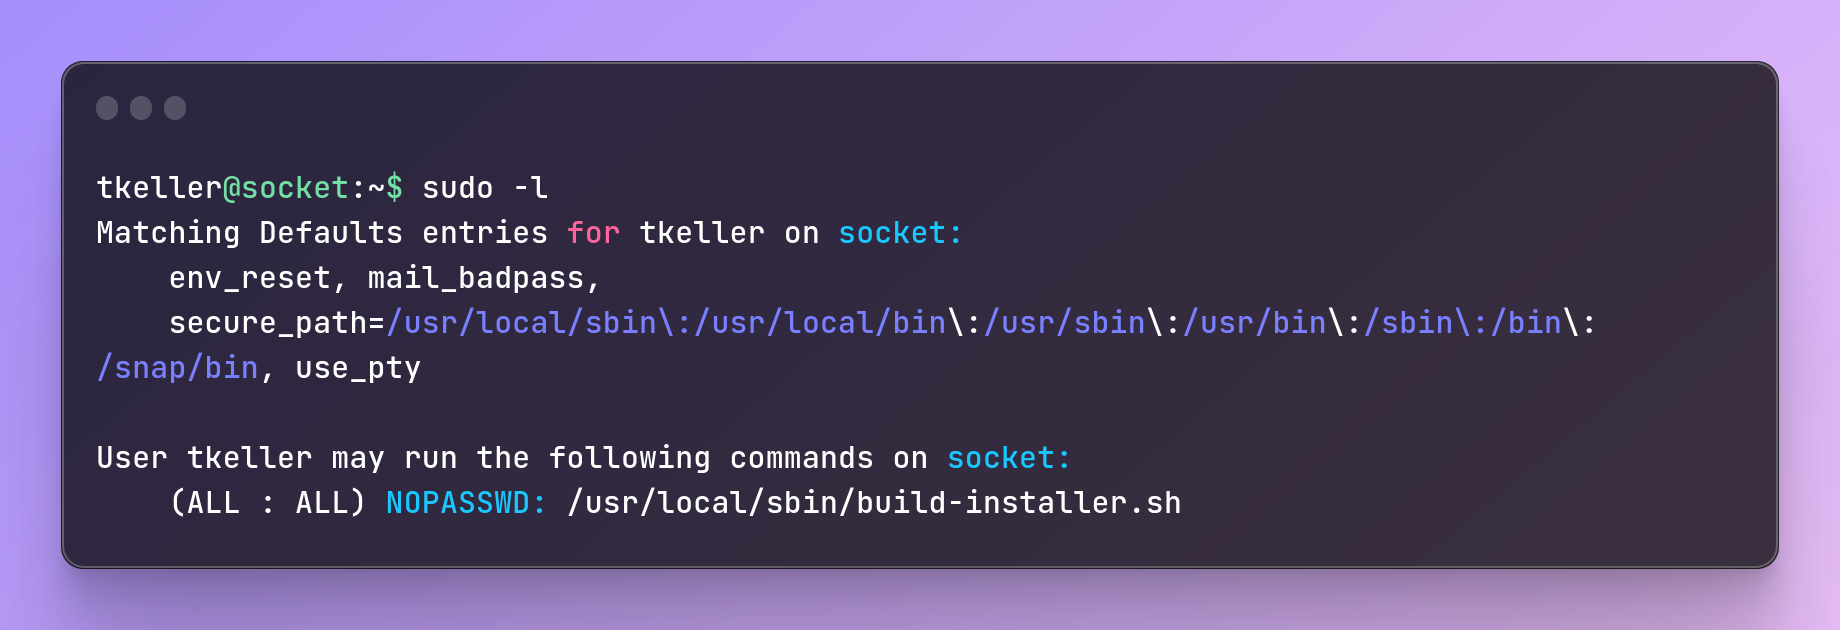 tkeller@socket:~$ sudo -l
Matching Defaults entries for tkeller on socket:
    env_reset, mail_badpass,
    secure_path=/usr/local/sbin\:/usr/local/bin\:/usr/sbin\:/usr/bin\:/sbin\:/bin\:
/snap/bin, use_pty

User tkeller may run the following commands on socket:
    (ALL : ALL) NOPASSWD: /usr/local/sbin/build-installer.sh